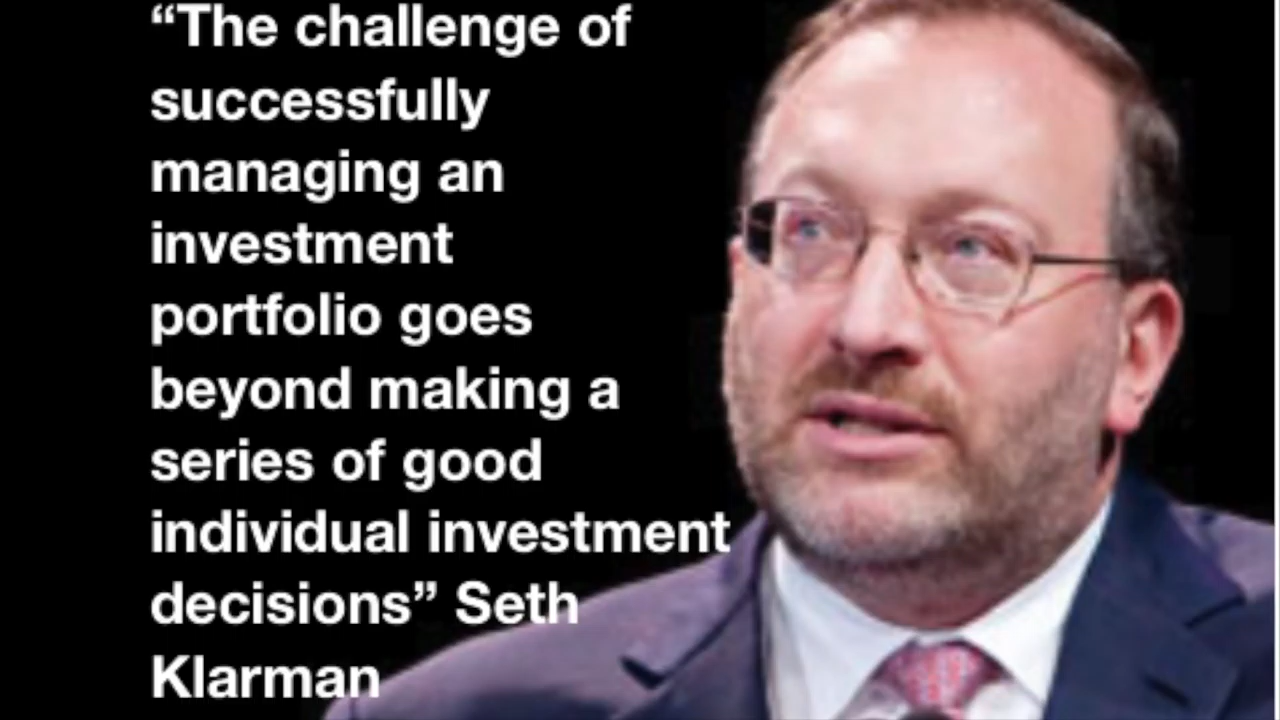 “The challenge of
successfully
managing an
investment
portfolio goes
beyond making a
series of good
individual investment
decisions” Seth
Klarman